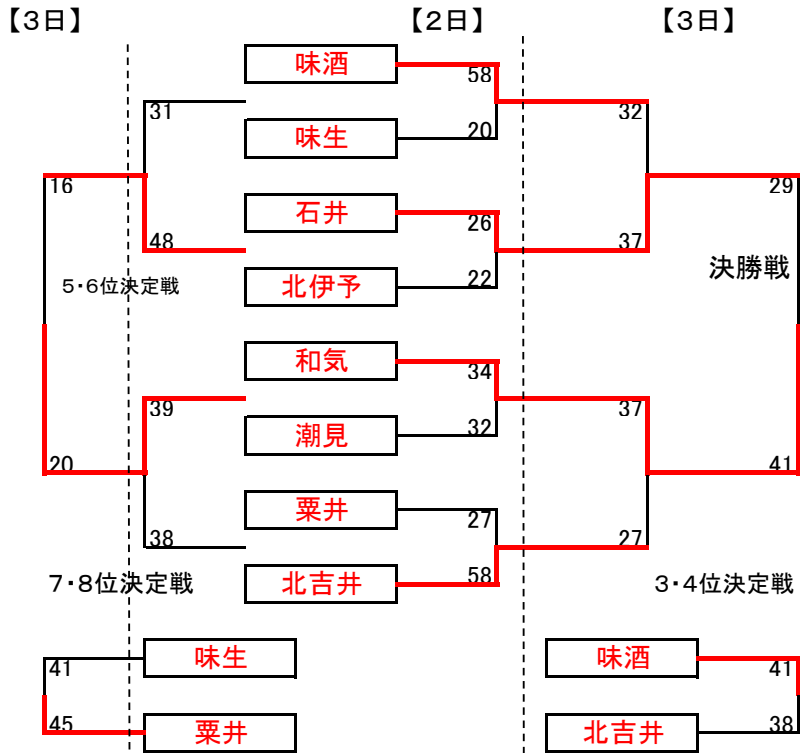 【3日】 【2日】 【3日】
味酒
58
31 32
味生 20
16 29
石井 26
48 37
北伊予 22
5・6位決定戦 決勝戦
和気 34
39 37
潮見 32
20 41
粟井 27
38 27
北吉井 58
7・8位決定戦 3・4位決定戦
味生 味酒
41 41
45 粟井 北吉井 38